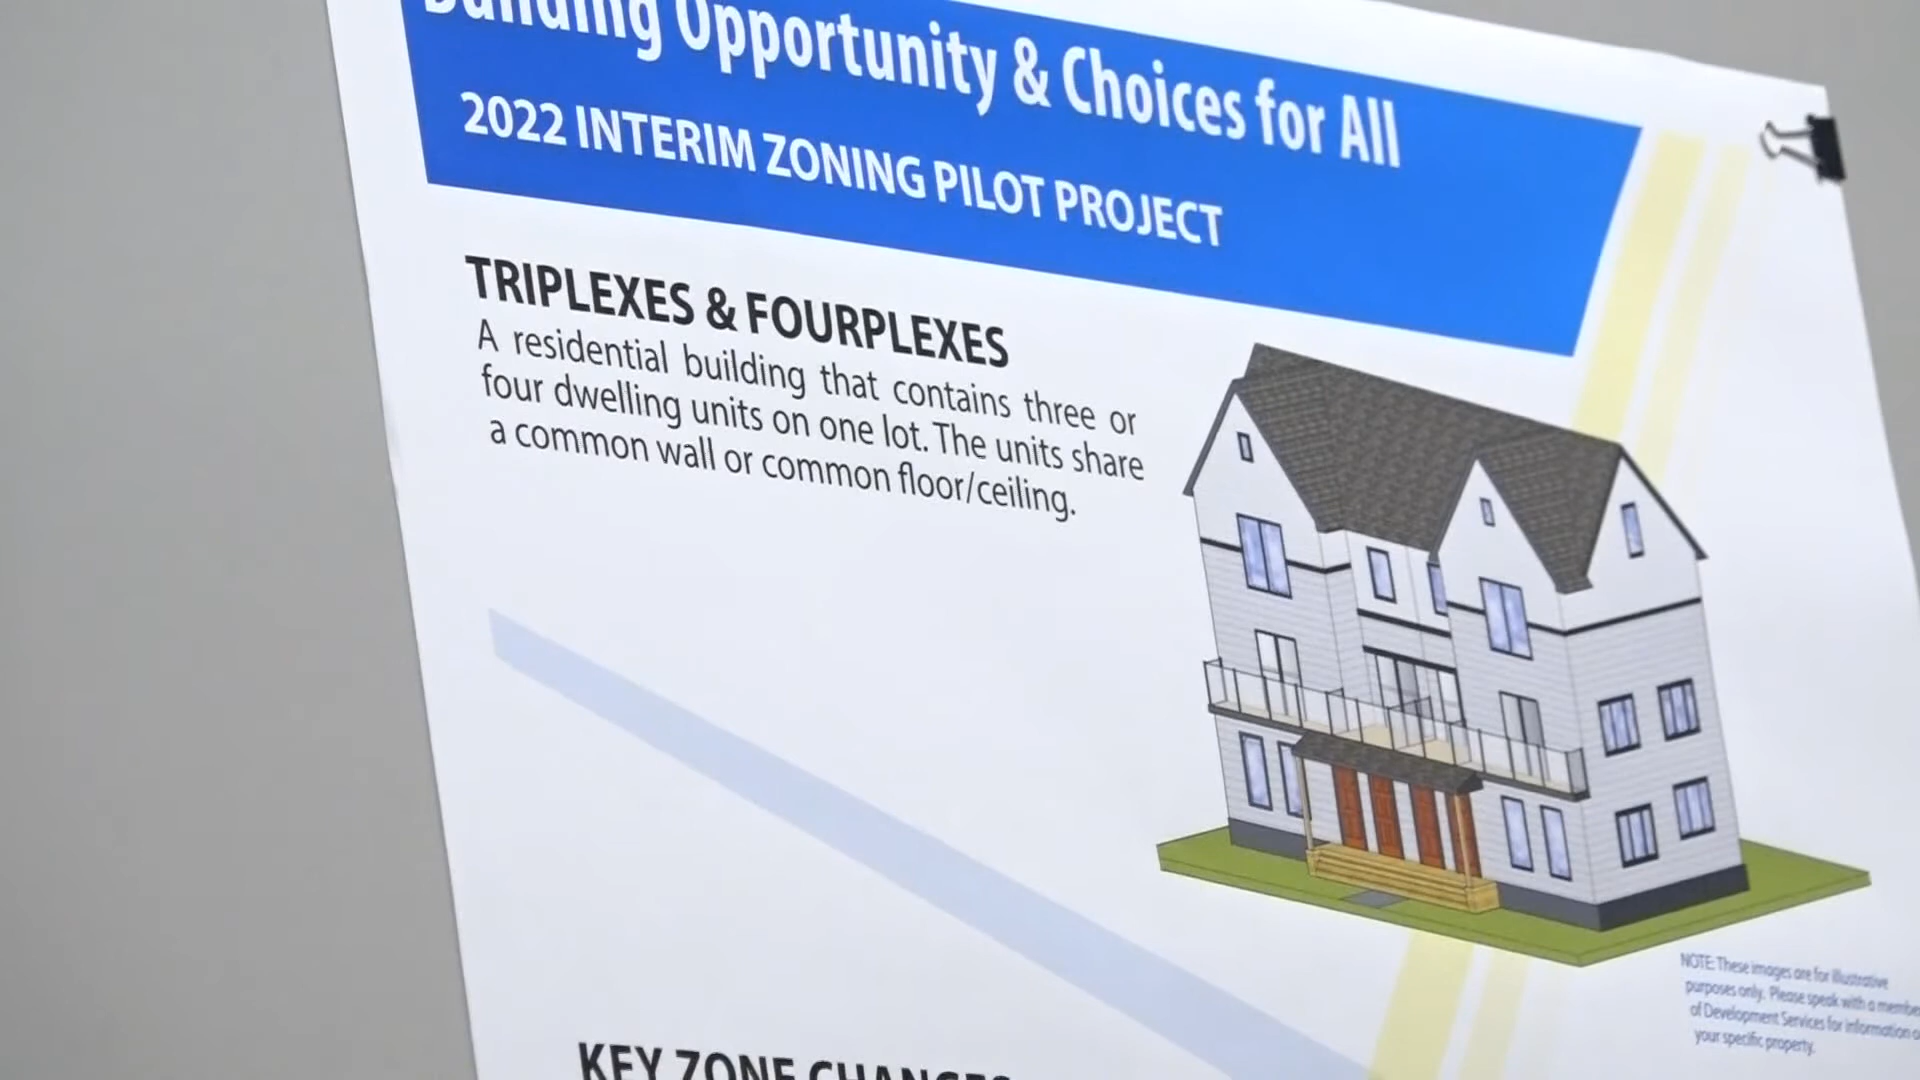 Building Opportunity & Choices for All
2022 INTERIM ZONING PILOT PROJECT
TRIPLEXES & FOURPLEXES
A residential building that contains three or
four dwelling units on one lot. The units share
a common wall or common floor/ceiling.
NOTE: These images are for illustrative
purposes only. Please speak with a member
of Development Services for information
your specific property.
KEY ZONE CHANGES